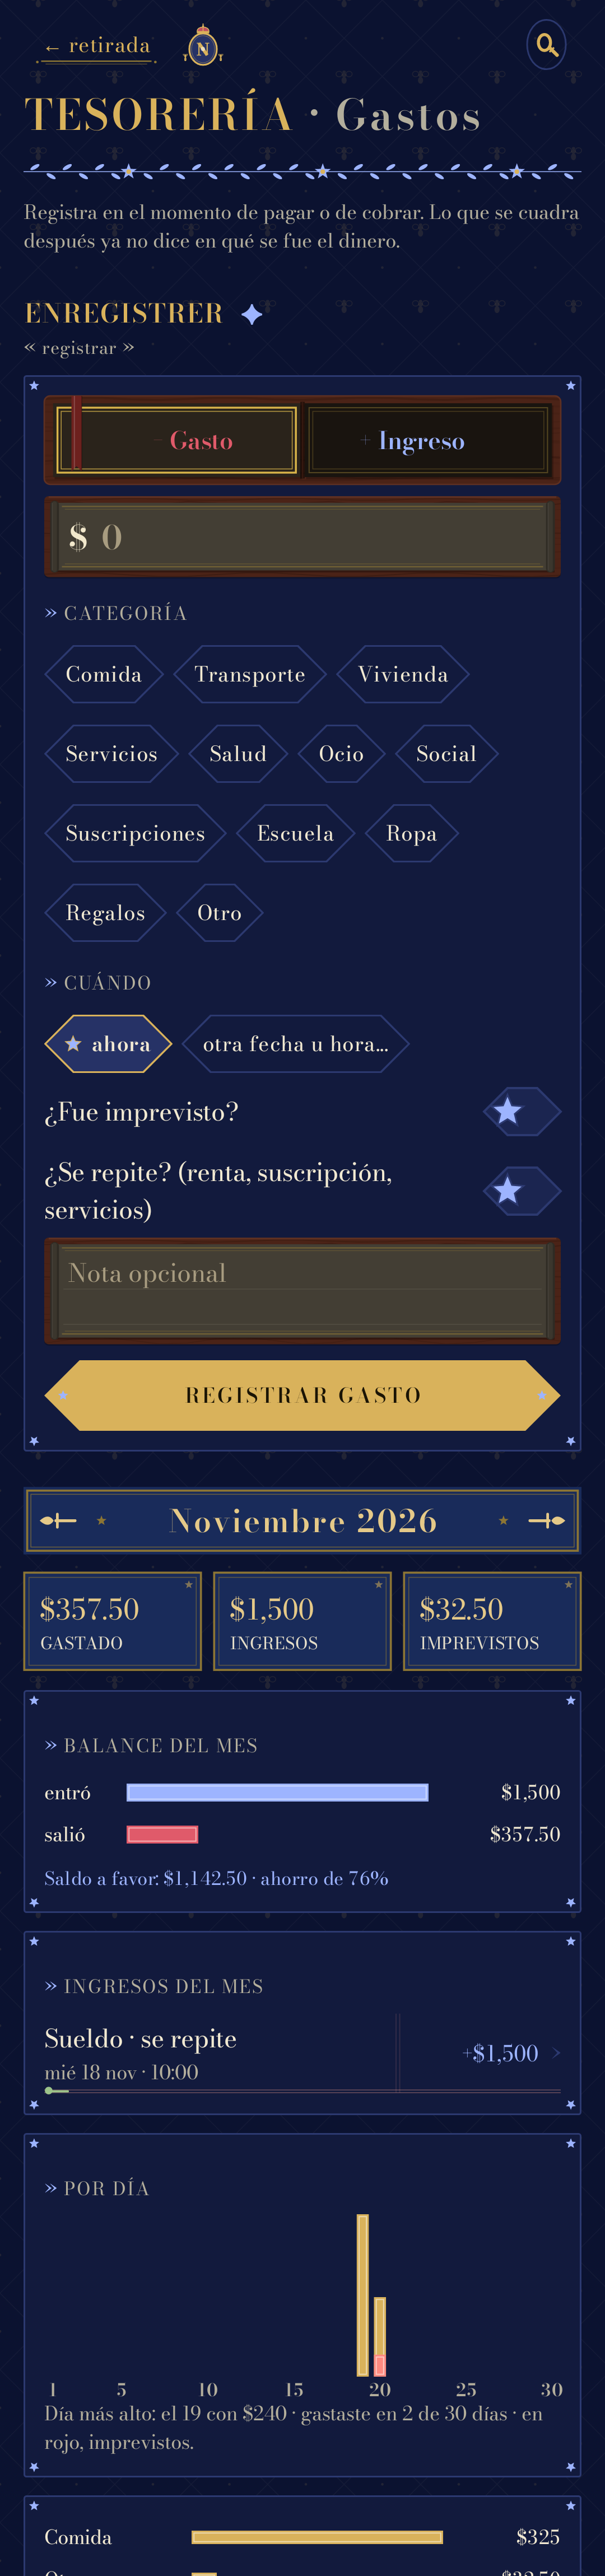 ← retirada
N
TESORERÍA · Gastos
Registra en el momento de pagar o de cobrar. Lo que se cuadra
después ya no dice en qué se fue el dinero.
ENREGISTRER
« registrar »
− Gasto
+ Ingreso
$ 0
» CATEGORÍA
Comida
Transporte
Vivienda
Servicios
Salud
Ocio
Social
Suscripciones
Escuela
Ropa
Regalos
Otro
» CUÁNDO
ahora
otra fecha u hora...
¿Fue imprevisto?
¿Se repite? (renta, suscripción,
servicios)
Nota opcional
REGISTRAR GASTO
Noviembre 2026
$357.50
GASTADO
$1,500
INGRESOS
$32.50
IMPREVISTOS
» BALANCE DEL MES
entró $1,500
salió $357.50
Saldo a favor: $1,142.50 · ahorro de 76%
» INGRESOS DEL MES
Sueldo · se repite
mié 18 nov · 10:00
+$1,500 ›
» POR DÍA
1 5 10 15 20 25 30
Día más alto: el 19 con $240 · gastaste en 2 de 30 días · en
rojo, imprevistos.
Comida $325